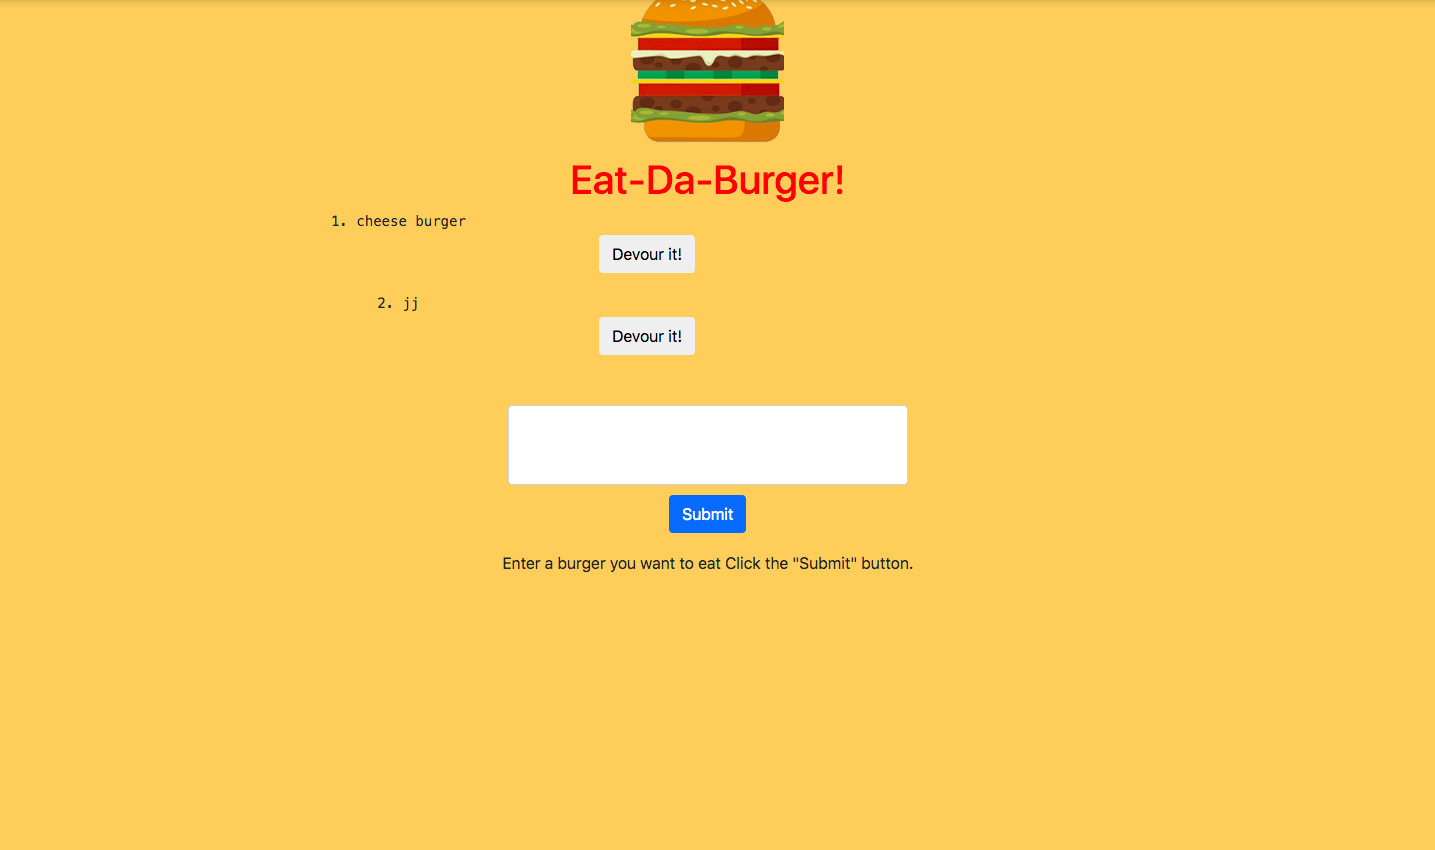 Eat-Da-Burger!
1. cheese burger
Devour it!
2. jj
Devour it!
Submit
Enter a burger you want to eat Click the "Submit" button.